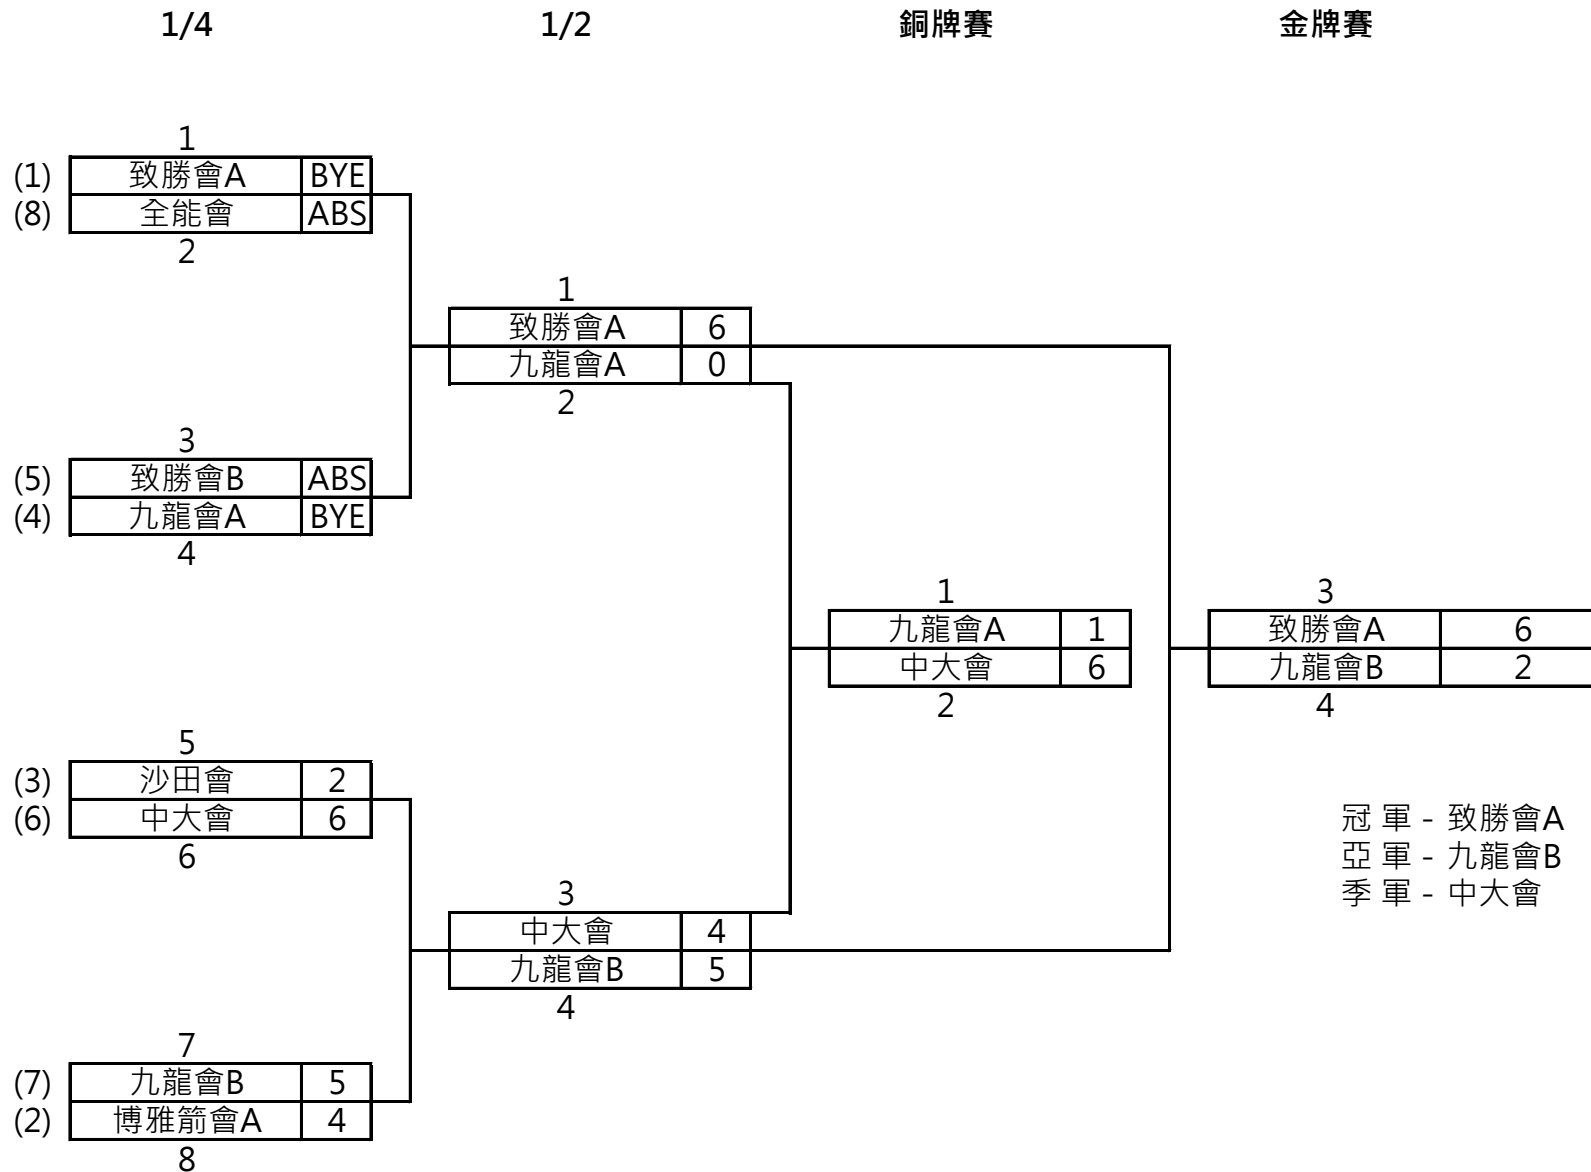 1/4 1/2 銅牌賽 金牌賽
1
(1) 致勝會A BYE
(8) 全能會 ABS
2
1
致勝會A 6
九龍會A 0
2
3
(5) 致勝會B ABS
(4) 九龍會A BYE
4
1
九龍會A 1
中大會 6
2
3
致勝會A 6
九龍會B 2
4
5
(3) 沙田會 2
(6) 中大會 6
6
冠 軍 - 致勝會A
亞 軍 - 九龍會B
季 軍 - 中大會
3
中大會 4
九龍會B 5
4
7
(7) 九龍會B 5
(2) 博雅箭會A 4
8